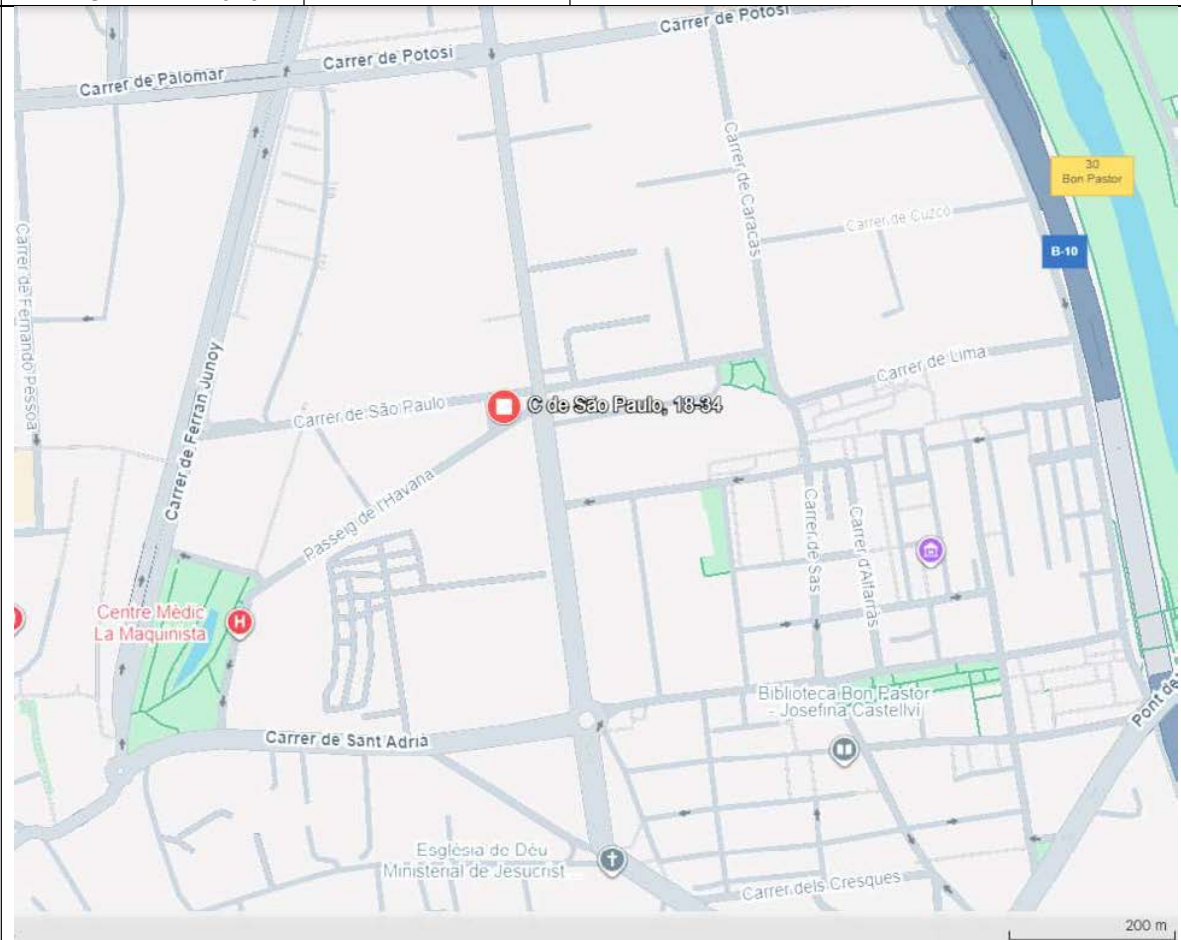 Carrer de Potosí
Carrer de Potosí
Carrer de Palomar
Carrer de Caracas
30
Bon Pastor
Carrer de Cuzco
B-10
Carrer de Fernando Pessoa
Carrer de Ferran Junoy
Carrer de Lima
Carrer de São Paulo
C de São Paulo, 18-34
Passeig de l'Havana
Carrer de Sas
Carrer d'Alfarràs
Centre Mèdic
La Maquinista
H
Biblioteca Bon Pastor
- Josefina Castellví
Pont de
Carrer de Sant Adrià
Església de Déu
Ministerial de Jesucrist
Carrer dels Cresques
200 m